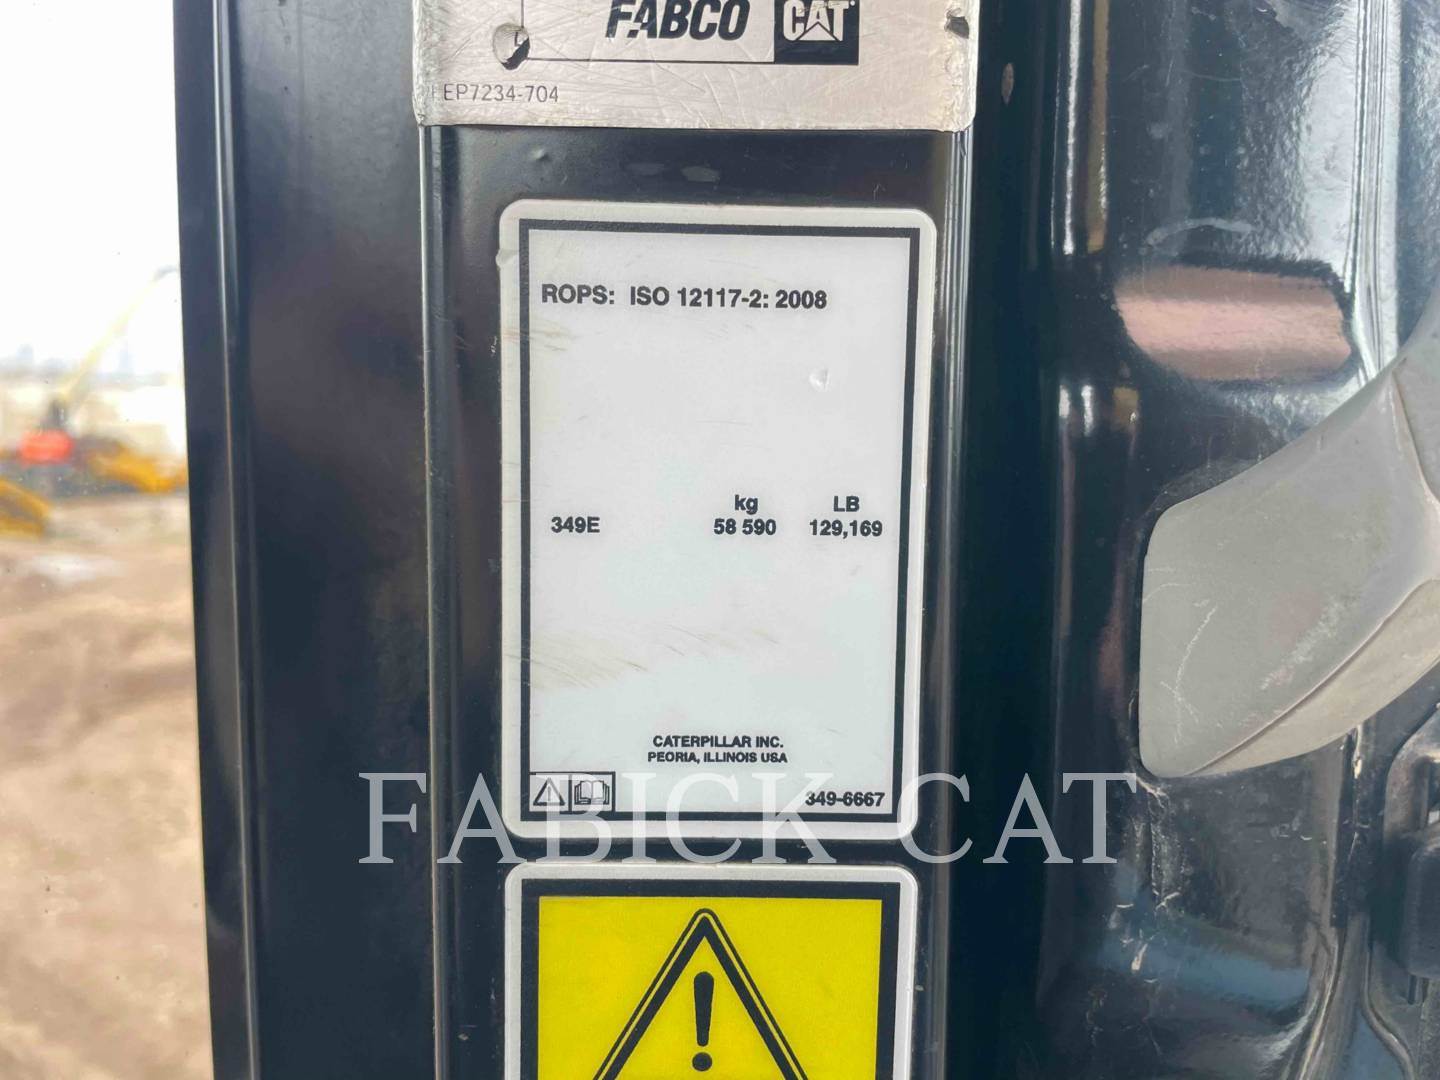 FABCO CAT
EP7234-704
ROPS: ISO 12117-2: 2008
kg LB
349E 58 590 129,169
CATERPILLAR INC.
PEORIA, ILLINOIS USA
349-6667
FABICK CAT